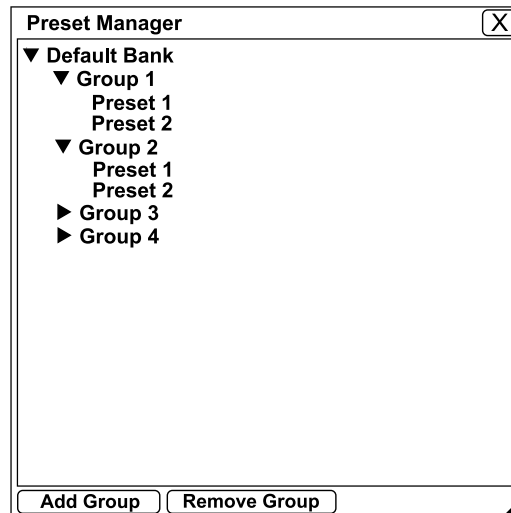 Preset Manager X
▼ Default Bank
▼ Group 1
Preset 1
Preset 2
▼ Group 2
Preset 1
Preset 2
▶ Group 3
▶ Group 4
Add Group Remove Group